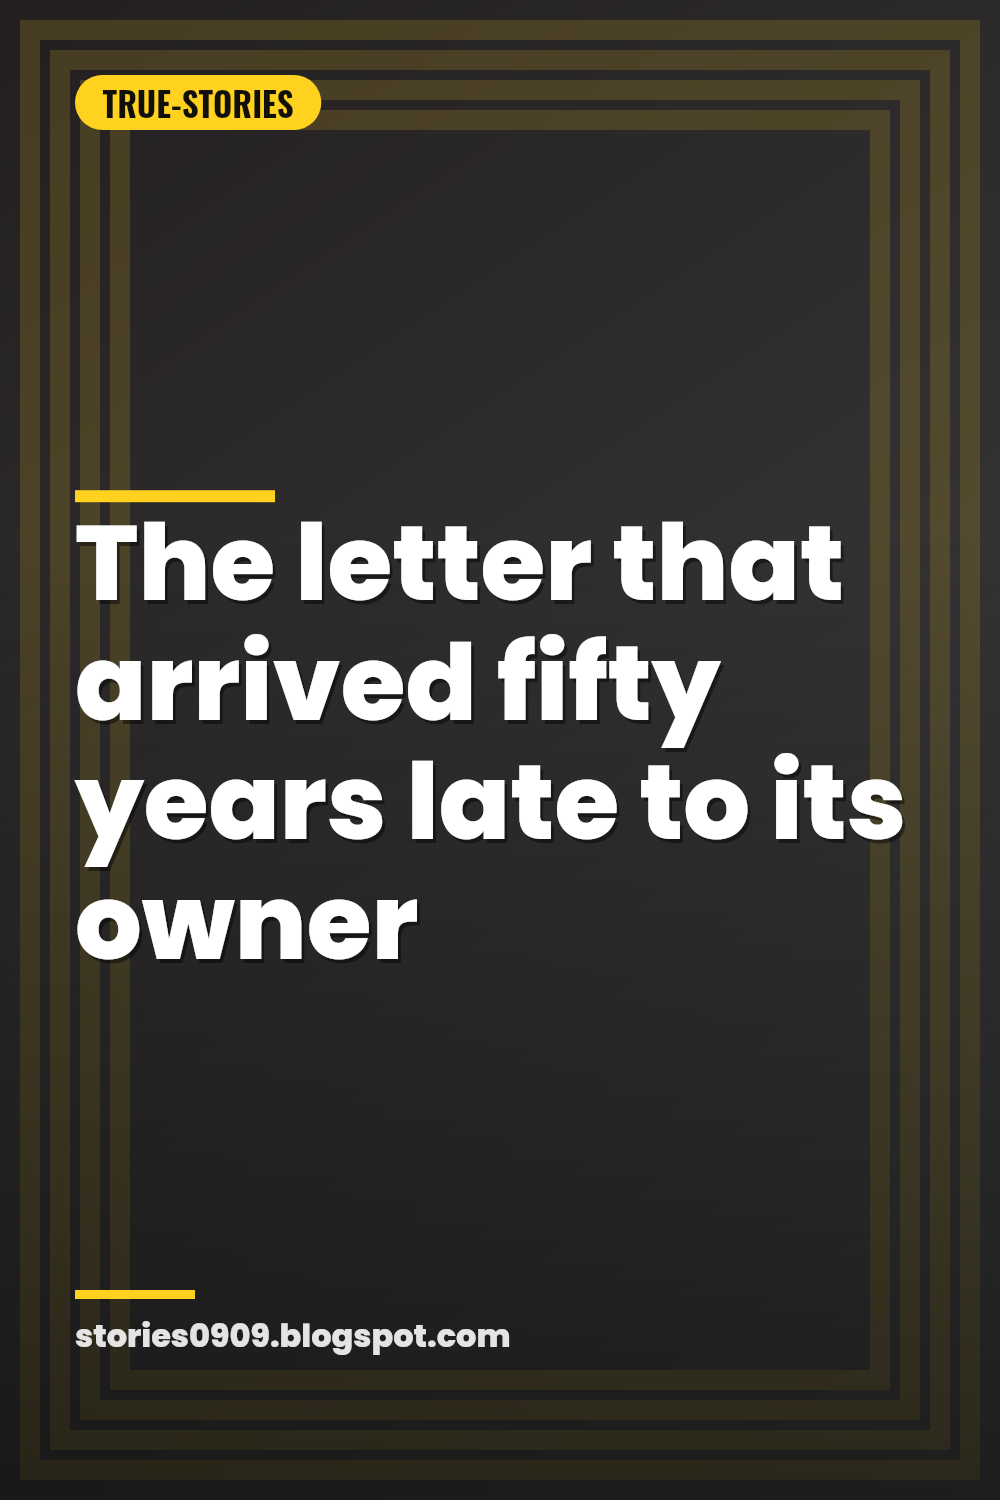 TRUE-STORIES
The letter that
arrived fifty
years late to its
owner
stories0909.blogspot.com